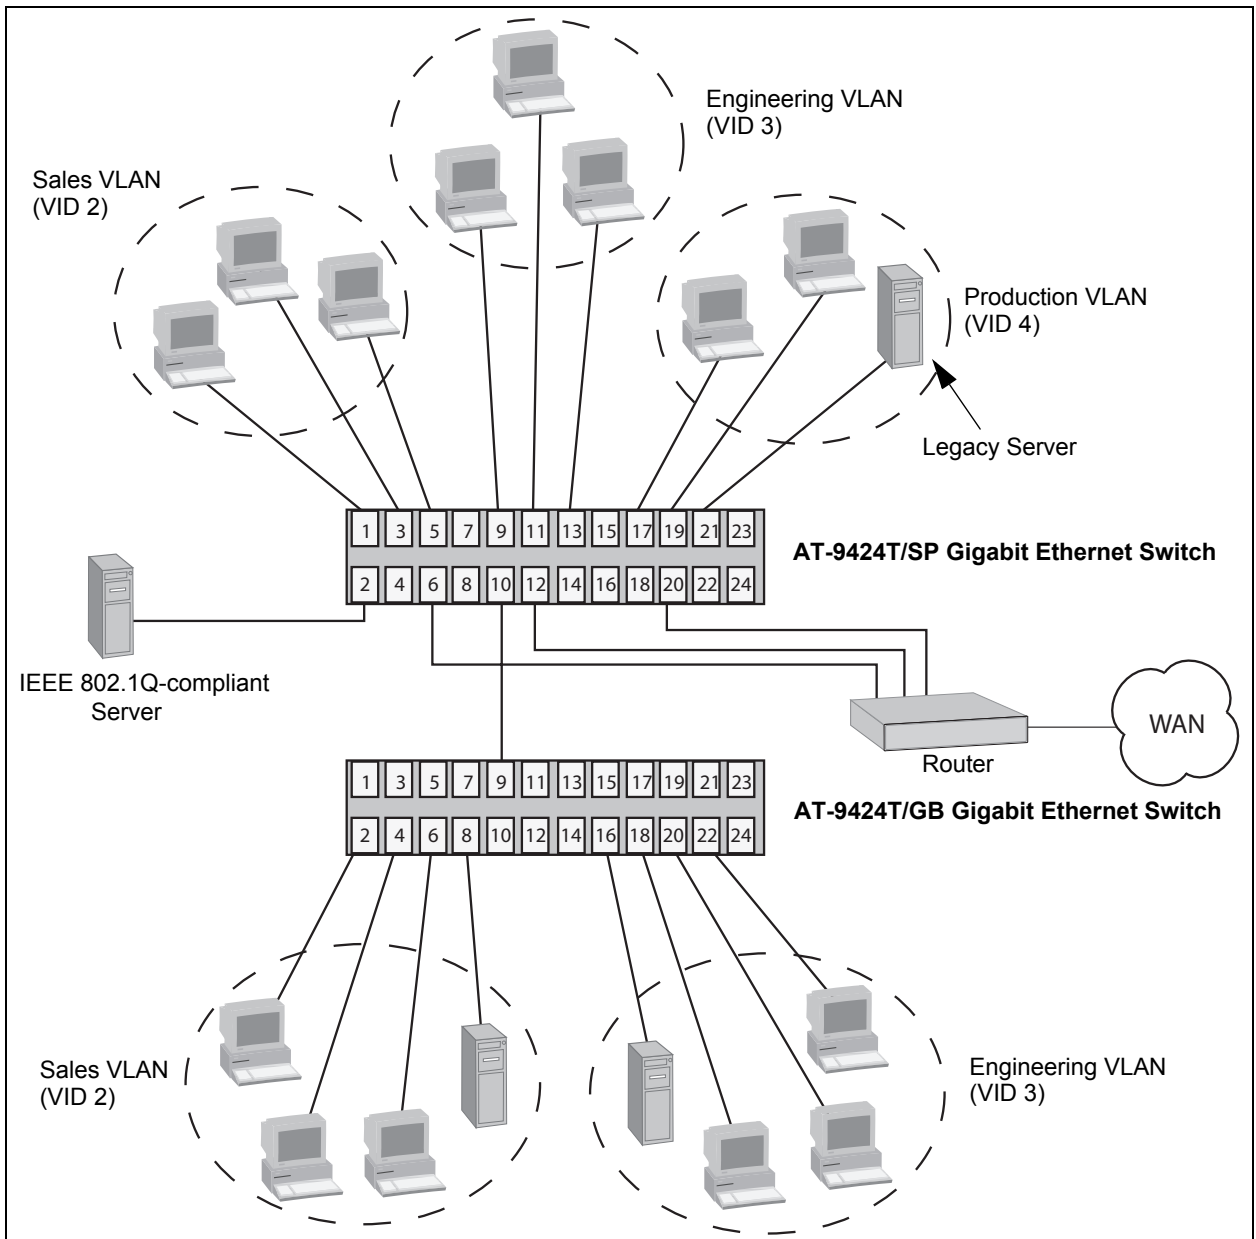 Engineering VLAN
(VID 3)
Sales VLAN
(VID 2)
Production VLAN
(VID 4)
Legacy Server
1 3 5 7 9 11 13 15 17 19 21 23
AT-9424T/SP Gigabit Ethernet Switch
2 4 6 8 10 12 14 16 18 20 22 24
IEEE 802.1Q-compliant
Server
WAN
Router
1 3 5 7 9 11 13 15 17 19 21 23
AT-9424T/GB Gigabit Ethernet Switch
2 4 6 8 10 12 14 16 18 20 22 24
Sales VLAN
(VID 2)
Engineering VLAN
(VID 3)